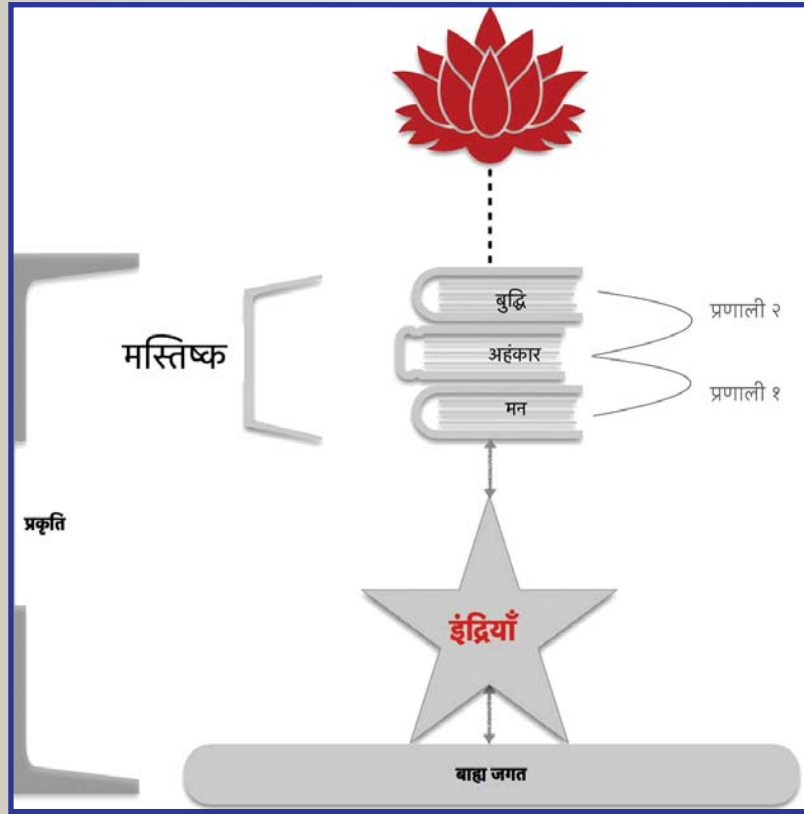 बुद्धि
प्रणाली २
मस्तिष्क
अहंकार
प्रणाली १
मन
प्रकृति
इंद्रियाँ
बाह्य जगत